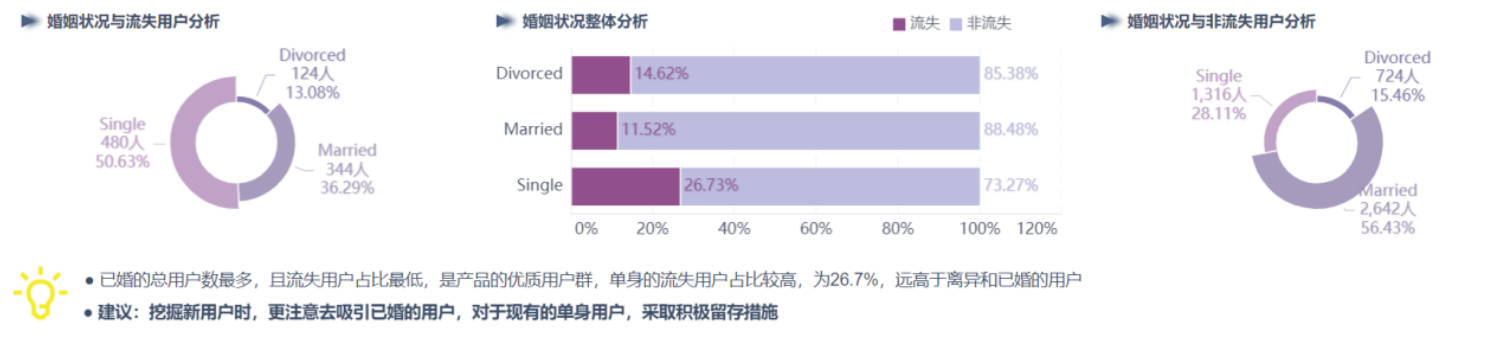 婚姻状况与流失用户分析
Divorced
124人
13.08%
Single
480人
50.63%
Married
344人
36.29%
婚姻状况整体分析
流失 非流失
Divorced 14.62% 85.38%
Married 11.52% 88.48%
Single 26.73% 73.27%
0% 20% 40% 60% 80% 100% 120%
婚姻状况与非流失用户分析
Divorced
724人
15.46%
Single
1,316人
28.11%
Married
2,642人
56.43%
● 已婚的总用户数最多，且流失用户占比最低，是产品的优质用户群，单身的流失用户占比较高，为26.7%，远高于离异和已婚的用户
● 建议：挖掘新用户时，更注意去吸引已婚的用户，对于现有的单身用户，采取积极留存措施